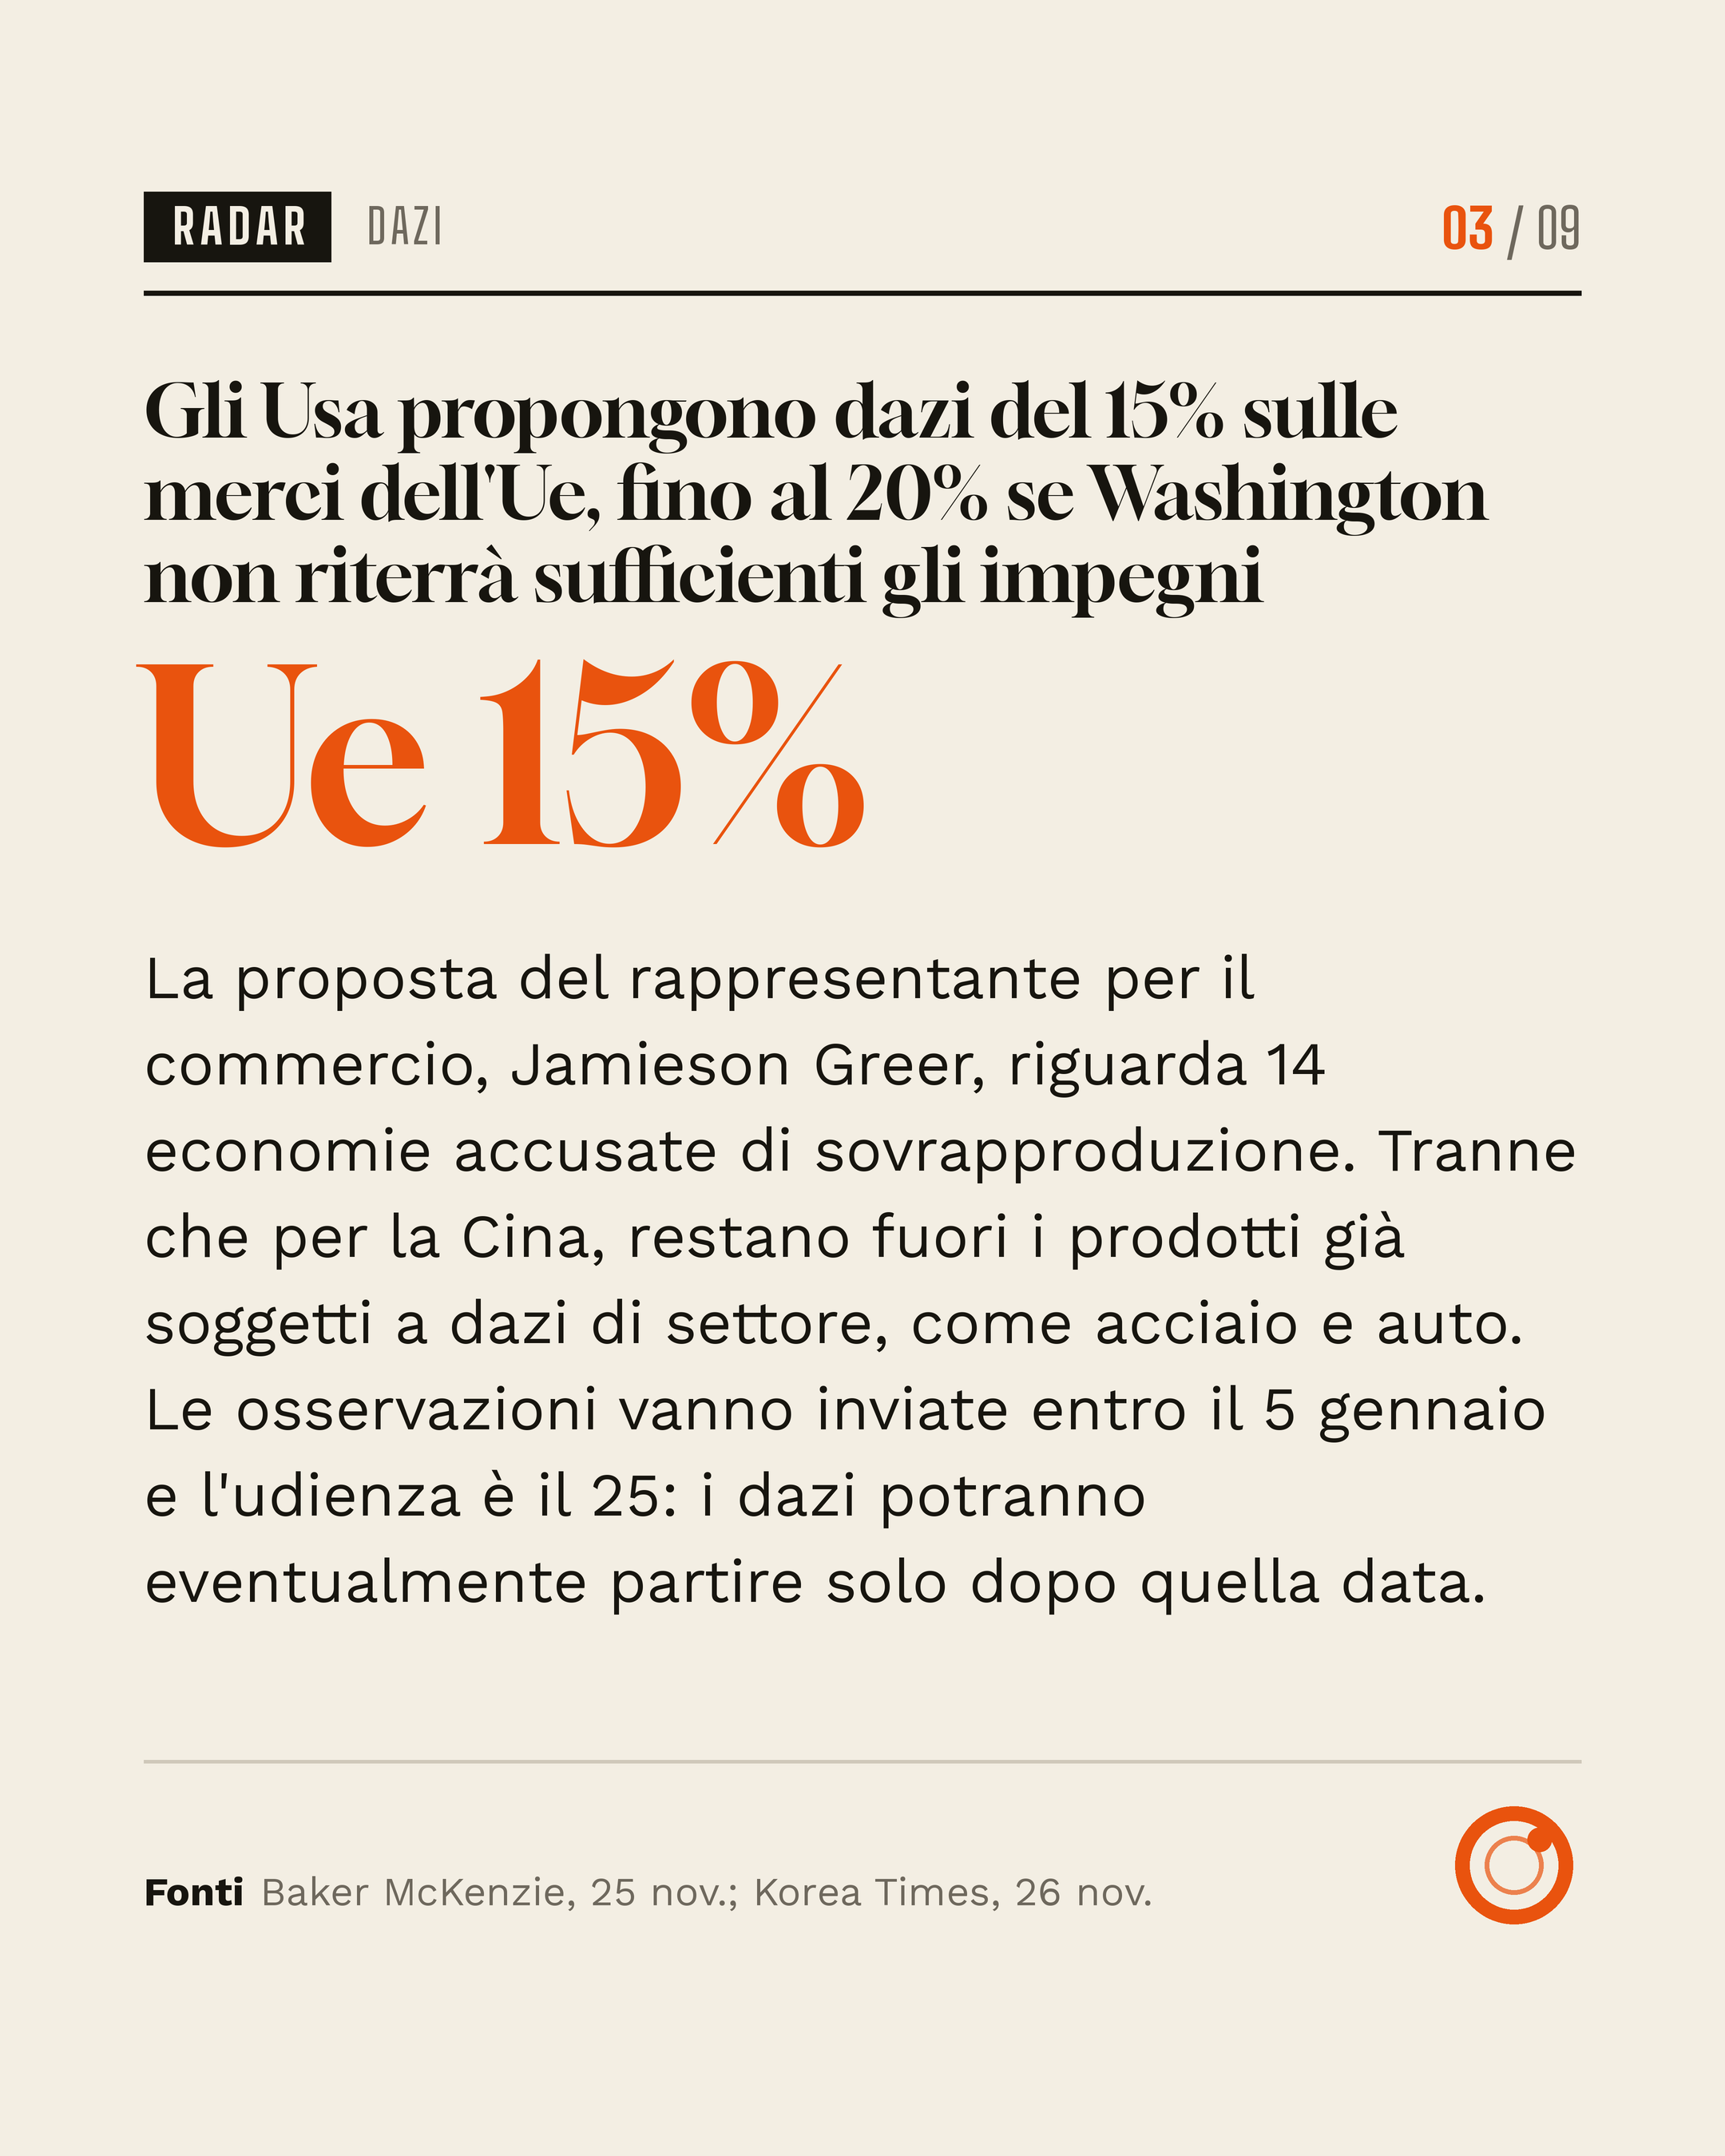 RADAR DAZI 03 / 09
Gli Usa propongono dazi del 15% sulle
merci dell'Ue, fino al 20% se Washington
non riterrà sufficienti gli impegni
Ue 15%
La proposta del rappresentante per il
commercio, Jamieson Greer, riguarda 14
economie accusate di sovrapproduzione. Tranne
che per la Cina, restano fuori i prodotti già
soggetti a dazi di settore, come acciaio e auto.
Le osservazioni vanno inviate entro il 5 gennaio
e l'udienza è il 25: i dazi potranno
eventualmente partire solo dopo quella data.
Fonti Baker McKenzie, 25 nov.; Korea Times, 26 nov.